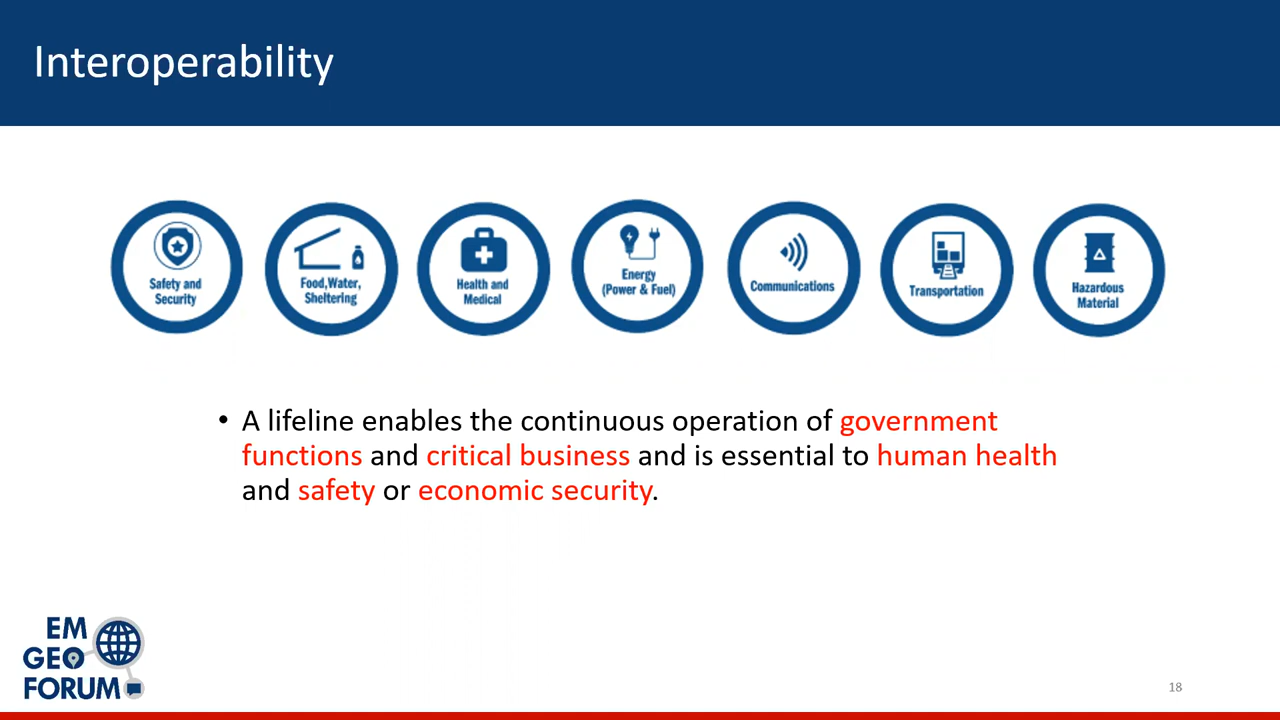 Interoperability
Safety and
Security
Food, Water,
Sheltering
Health and
Medical
Energy
(Power & Fuel)
Communications
Transportation
Hazardous
Material
• A lifeline enables the continuous operation of government
functions and critical business and is essential to human health
and safety or economic security.
EM
GEO
FORUM
18